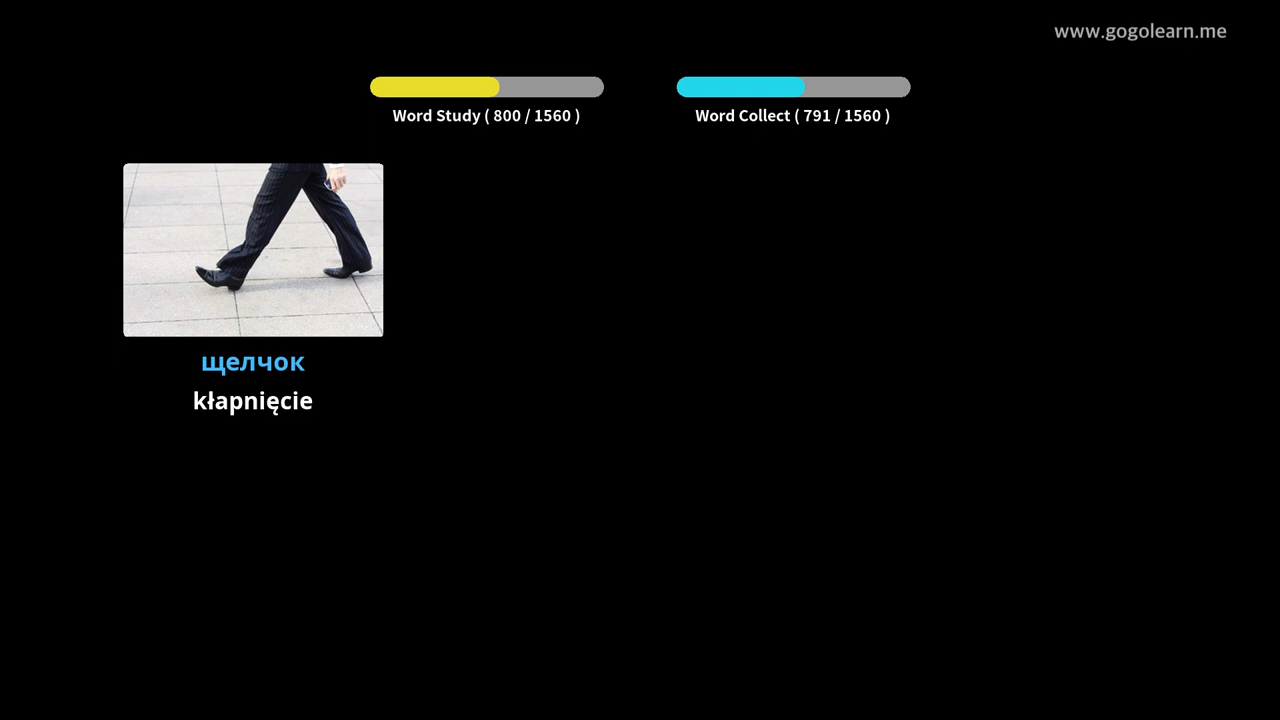 www.gogolearn.me
Word Study ( 800 / 1560 )
Word Collect ( 791 / 1560 )
щелчок
kłapnięcie